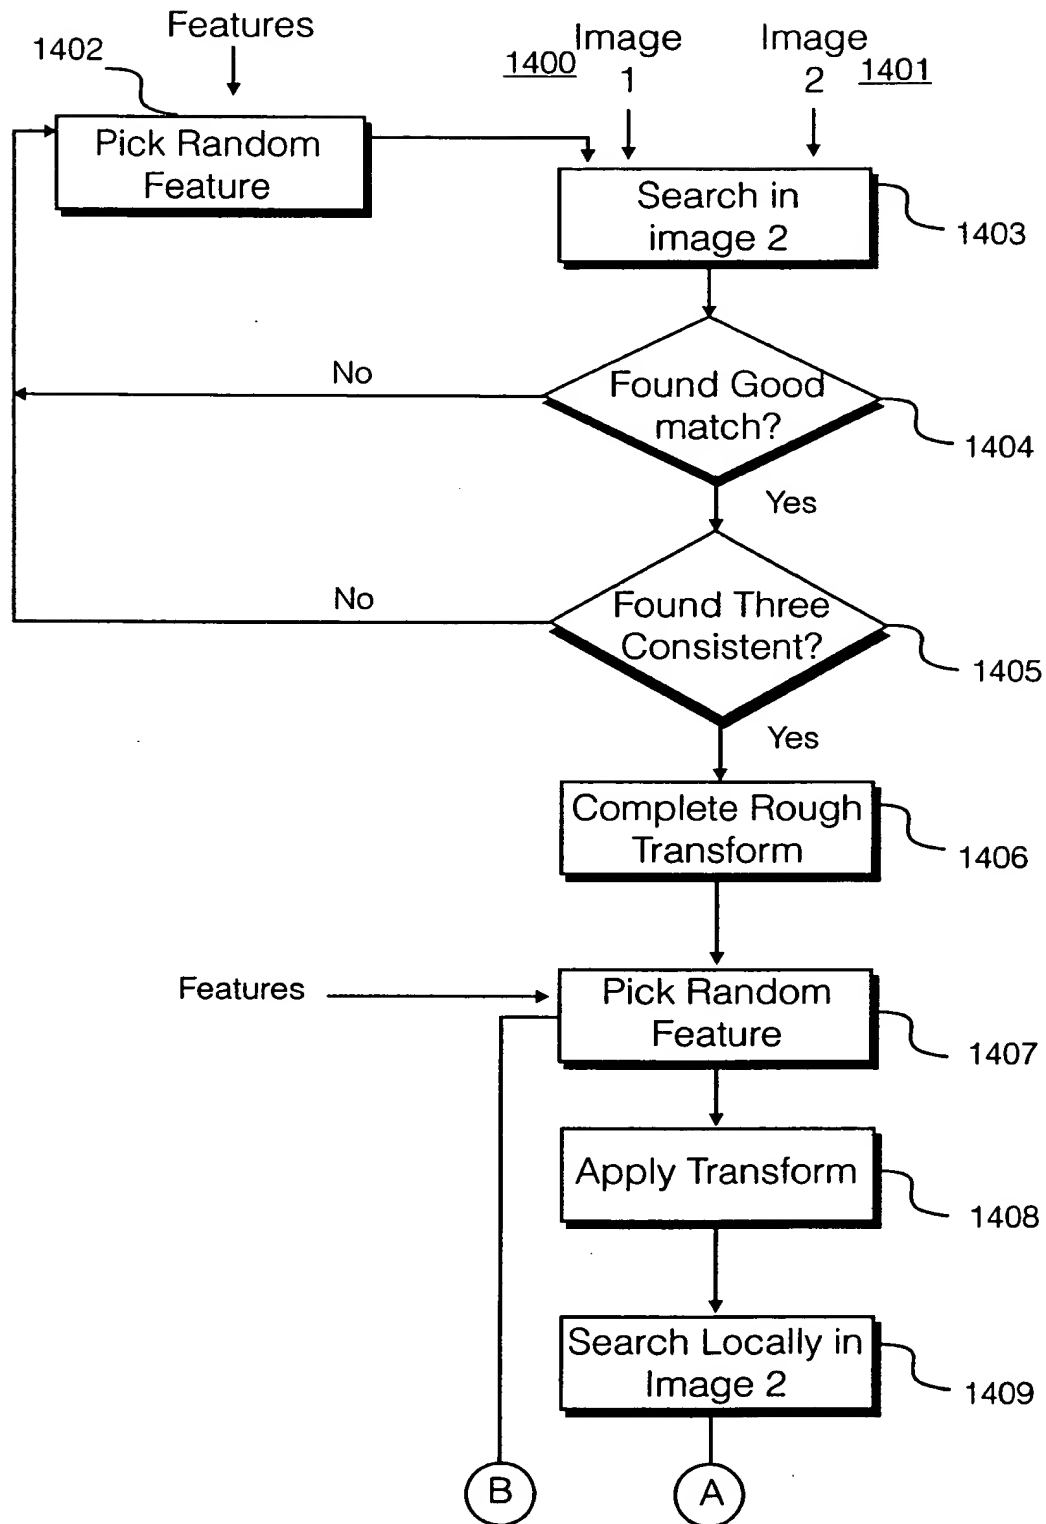 Features
1402
1400
Image
1
Image
2
1401
Pick Random
Feature
Search in
image 2
1403
No
Found Good
match?
1404
Yes
No
Found Three
Consistent?
1405
Yes
Complete Rough
Transform
1406
Features
Pick Random
Feature
1407
Apply Transform
1408
Search Locally in
Image 2
1409
B
A